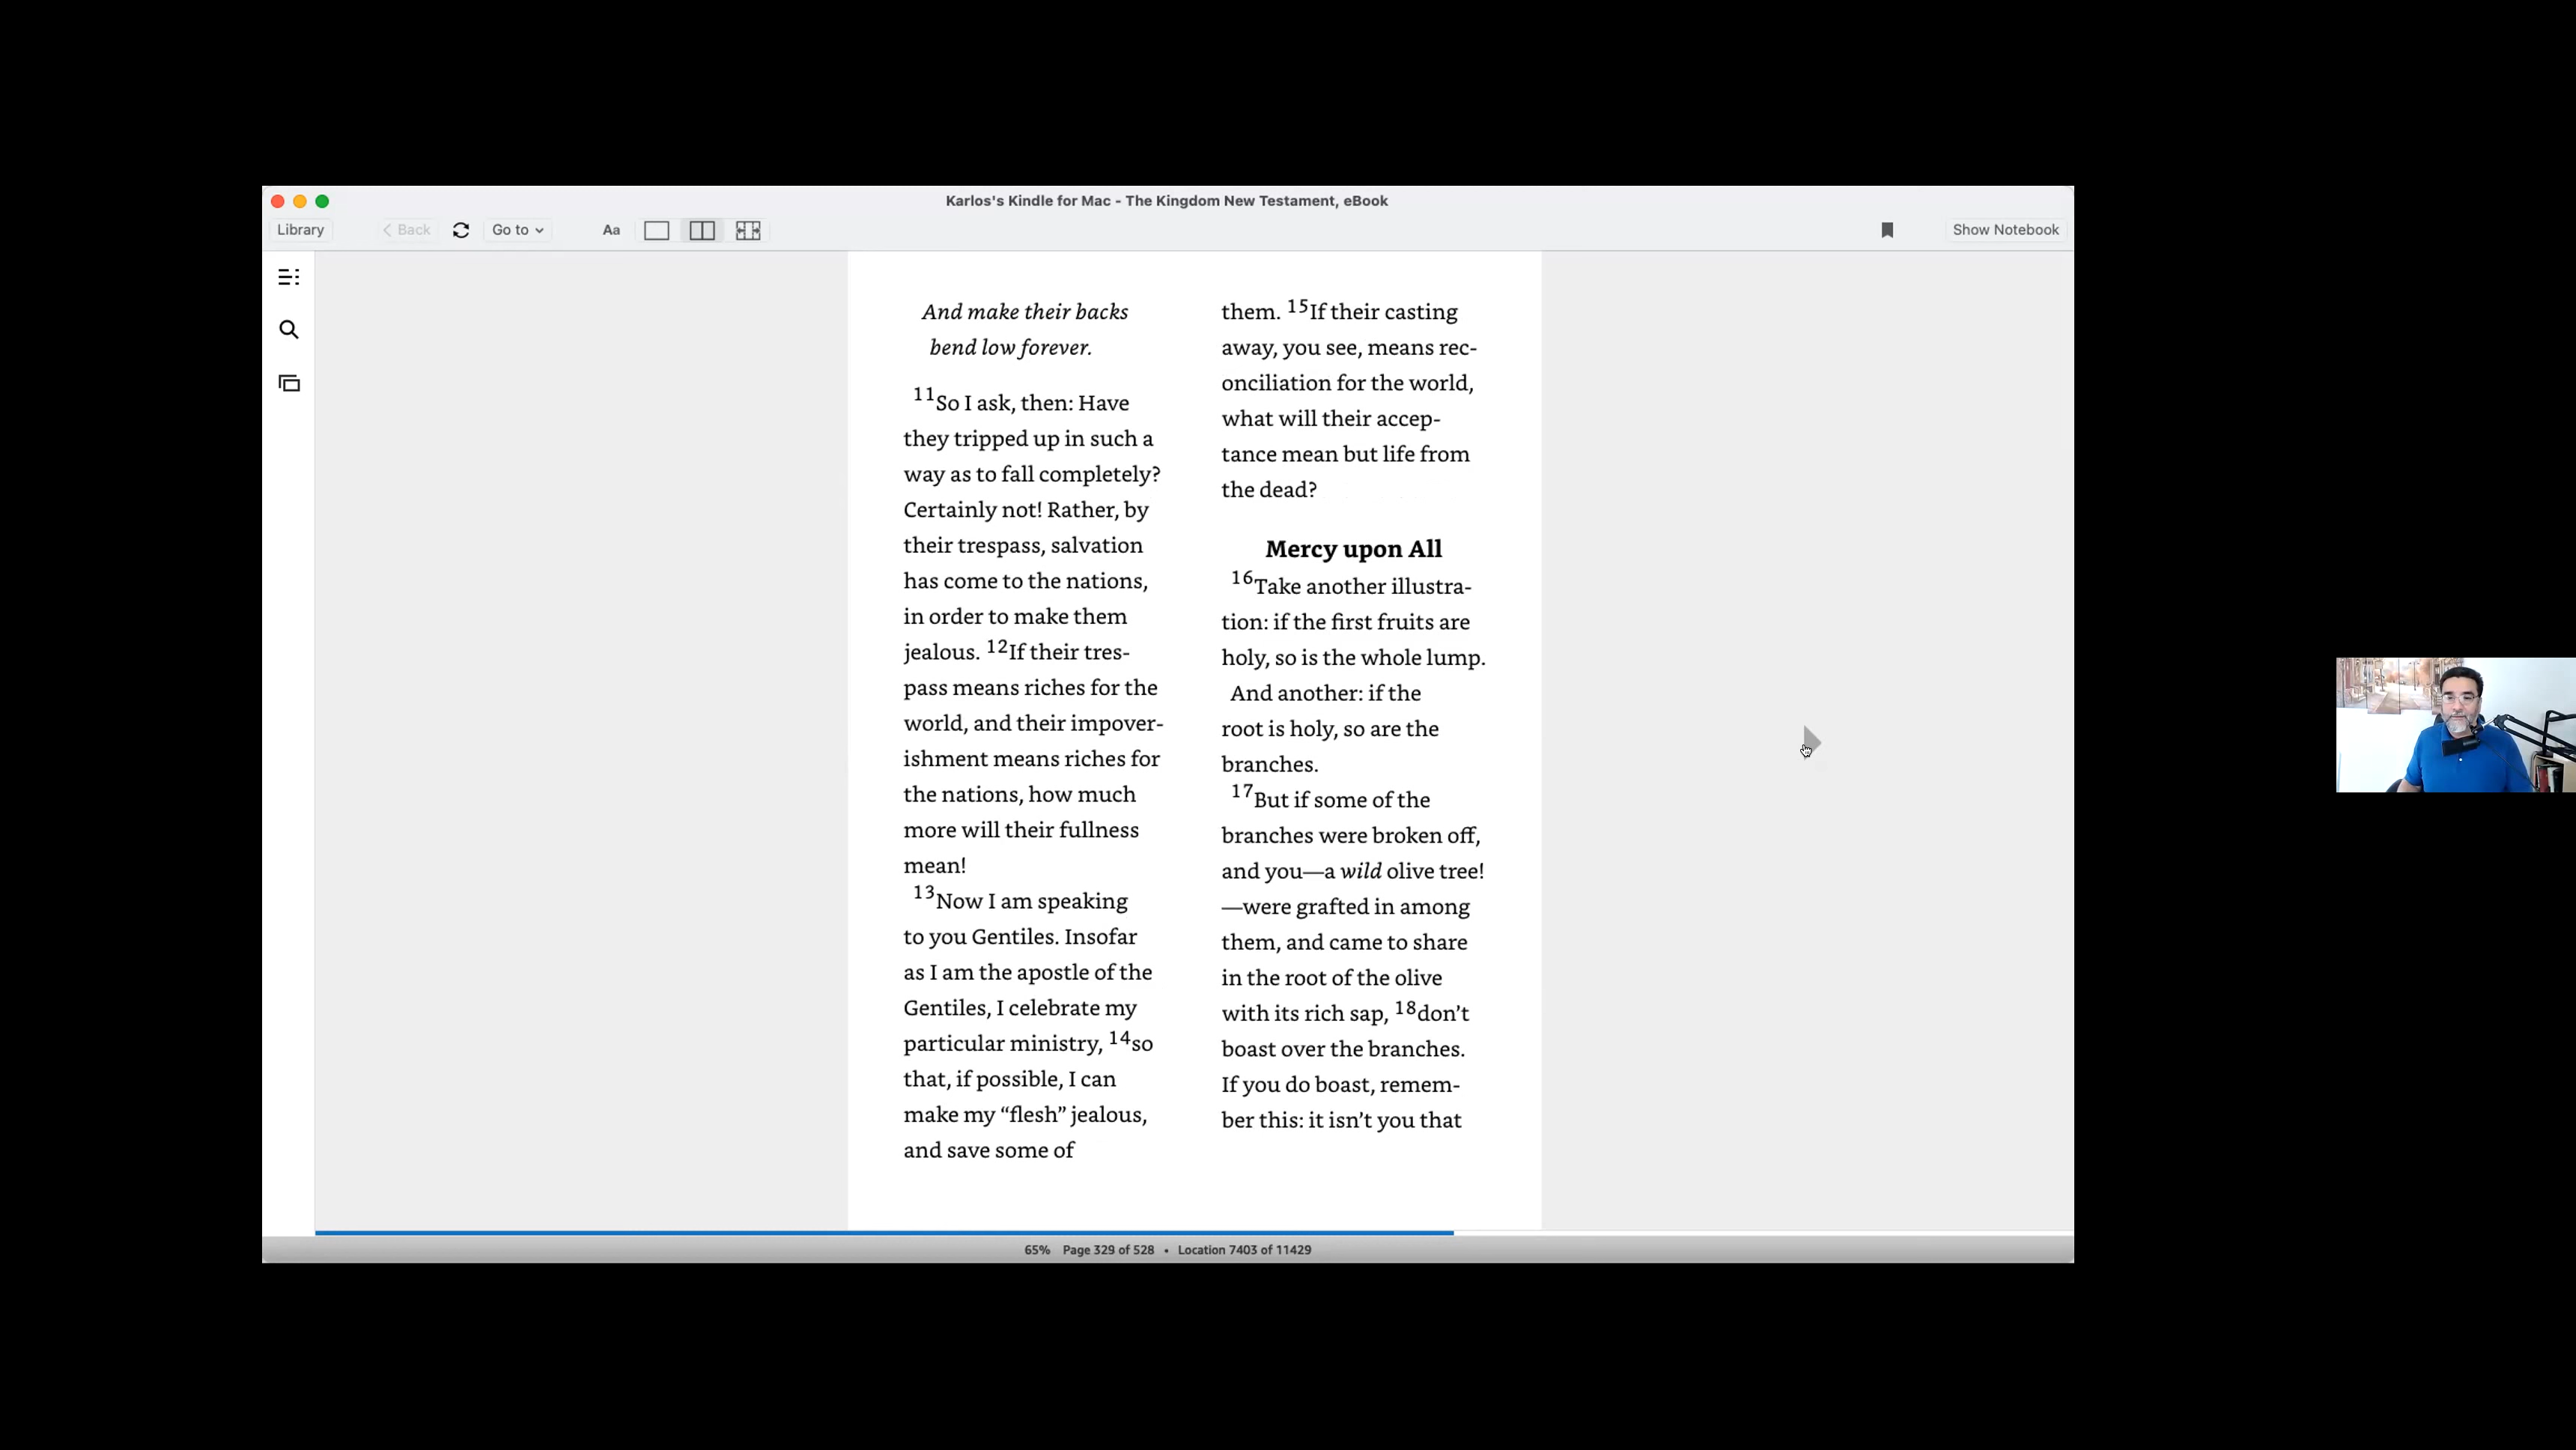 Karlos's Kindle for Mac - The Kingdom New Testament, eBook
Library
Back
Go to
Aa
Show Notebook
And make their backs
bend low forever.
11So I ask, then: Have
they tripped up in such a
way as to fall completely?
Certainly not! Rather, by
their trespass, salvation
has come to the nations,
in order to make them
jealous. 12If their tres-
pass means riches for the
world, and their impover-
ishment means riches for
the nations, how much
more will their fullness
mean!
13Now I am speaking
to you Gentiles. Insofar
as I am the apostle of the
Gentiles, I celebrate my
particular ministry, 14so
that, if possible, I can
make my “flesh” jealous,
and save some of
them. 15If their casting
away, you see, means rec-
onciliation for the world,
what will their accep-
tance mean but life from
the dead?
Mercy upon All
16Take another illustra-
tion: if the first fruits are
holy, so is the whole lump.
And another: if the
root is holy, so are the
branches.
17But if some of the
branches were broken off,
and you—a wild olive tree!
—were grafted in among
them, and came to share
in the root of the olive
with its rich sap, 18don’t
boast over the branches.
If you do boast, remem-
ber this: it isn’t you that
65% Page 329 of 528 • Location 7403 of 11429